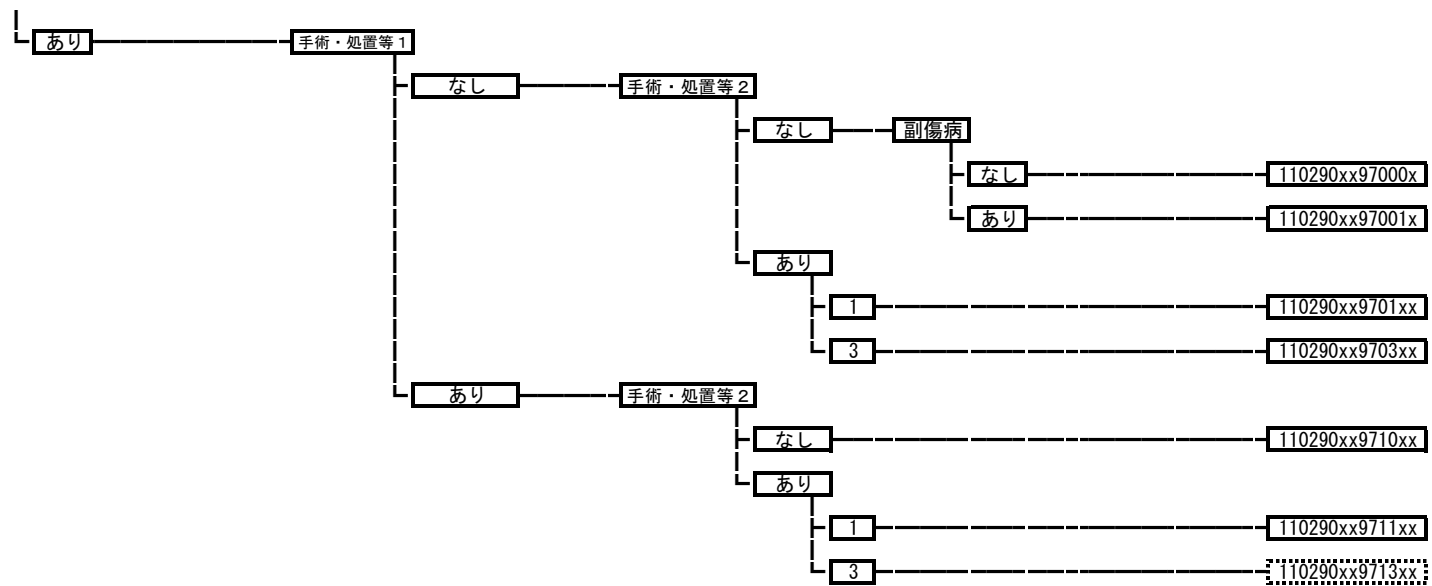 あり 手術・処置等1
なし 手術・処置等2
なし 副傷病
なし 110290xx97000x
あり 110290xx97001x
あり
1 110290xx9701xx
3 110290xx9703xx
あり 手術・処置等2
なし 110290xx9710xx
あり
1 110290xx9711xx
3 110290xx9713xx